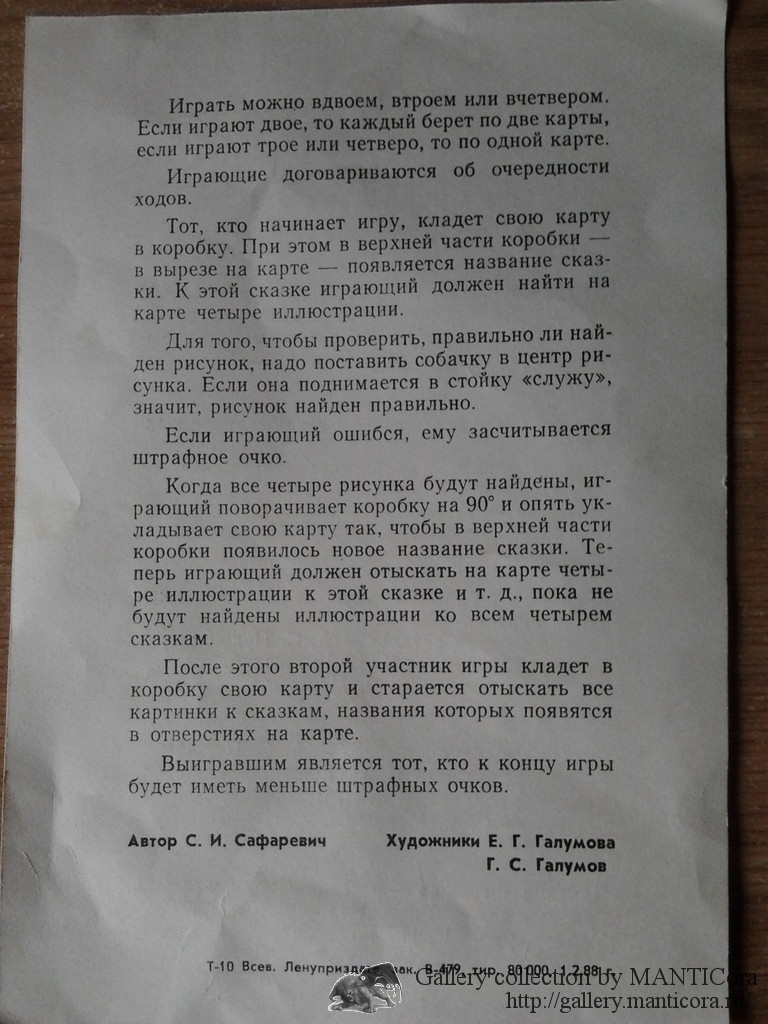 Играть можно вдвоем, втроем или вчетвером.
Если играют двое, то каждый берет по две карты,
если играют трое или четверо, то по одной карте.
Играющие договариваются об очередности
ходов.
Тот, кто начинает игру, кладет свою карту
в коробку. При этом в верхней части коробки —
в вырезе на карте — появляется название сказ-
ки. К этой сказке играющий должен найти на
карте четыре иллюстрации.
Для того, чтобы проверить, правильно ли най-
ден рисунок, надо поставить собачку в центр ри-
сунка. Если она поднимается в стойку «служу»,
значит, рисунок найден правильно.
Если играющий ошибся, ему засчитывается
штрафное очко.
Когда все четыре рисунка будут найдены, иг-
рающий поворачивает коробку на 90° и опять ук-
ладывает свою карту так, чтобы в верхней части
коробки появилось новое название сказки. Те-
перь играющий должен отыскать на карте четы-
ре иллюстрации к этой сказке и т. д., пока не
будут найдены иллюстрации ко всем четырем
сказкам.
После этого второй участник игры кладет в
коробку свою карту и старается отыскать все
картинки к сказкам, названия которых появятся
в отверстиях на карте.
Выигравшим является тот, кто к концу игры
будет иметь меньше штрафных очков.
Автор С. И. Сафаревич Художники Е. Г. Галумова
Г. С. Галумов
Т-10 Всев. Ленуприздата, зак. В-479, тир. 80 000, 1.2.88 г.
Gallery collection by MANTICora
http://gallery.manticora.ru/